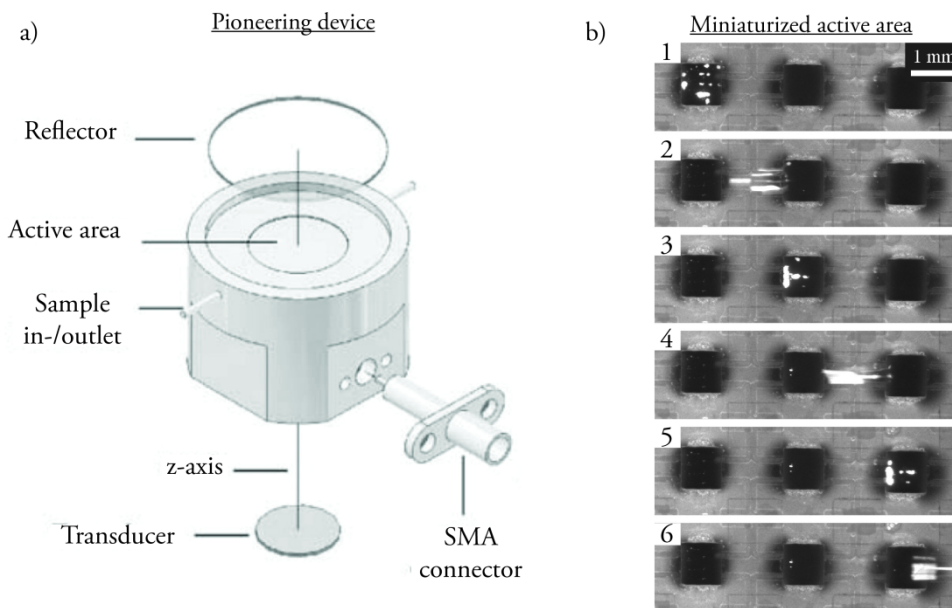 a)
Pioneering device
Reflector
Active area
Sample
in-/outlet
z-axis
Transducer
SMA
connector
b)
Miniaturized active area
1
1 mm
2
3
4
5
6